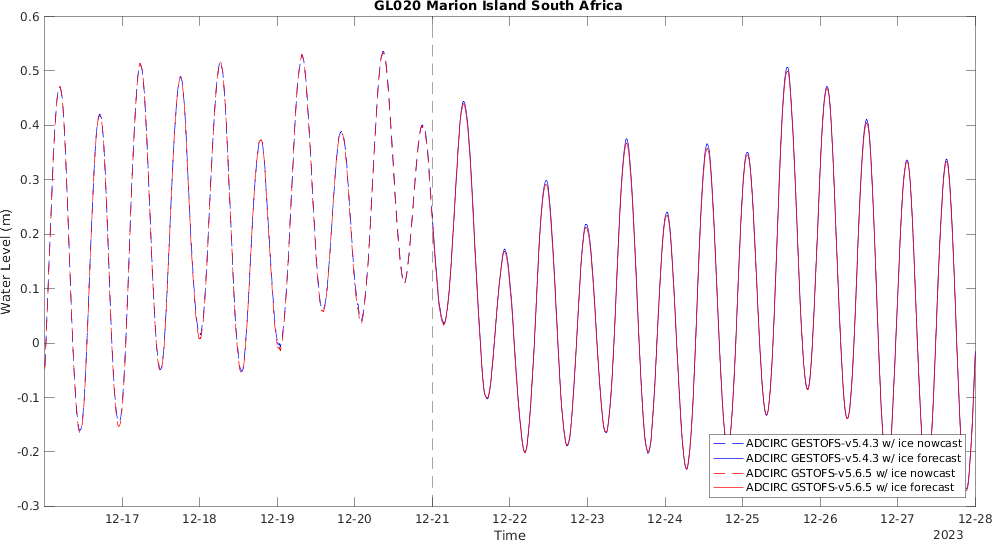 GL020 Marion Island South Africa
0.6
0.5
0.4
0.3
0.2
0.1
0
-0.1
-0.2
-0.3
Water Level (m)
ADCIRC GESTOFS-v5.4.3 w/ ice nowcast
ADCIRC GESTOFS-v5.4.3 w/ ice forecast
ADCIRC GSTOFS-v5.6.5 w/ ice nowcast
ADCIRC GSTOFS-v5.6.5 w/ ice forecast
12-17 12-18 12-19 12-20 12-21 12-22 12-23 12-24 12-25 12-26 12-27 12-28
Time
2023